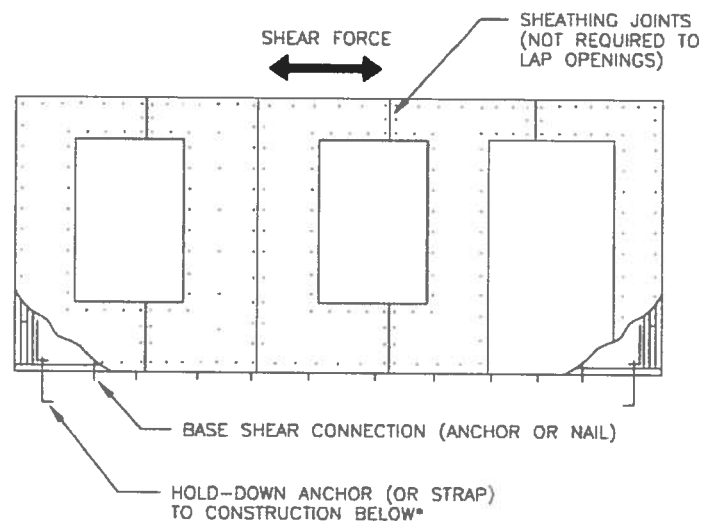 SHEATHING JOINTS
(NOT REQUIRED TO
LAP OPENINGS)
SHEAR FORCE
BASE SHEAR CONNECTION (ANCHOR OR NAIL)
HOLD-DOWN ANCHOR (OR STRAP)
TO CONSTRUCTION BELOW*